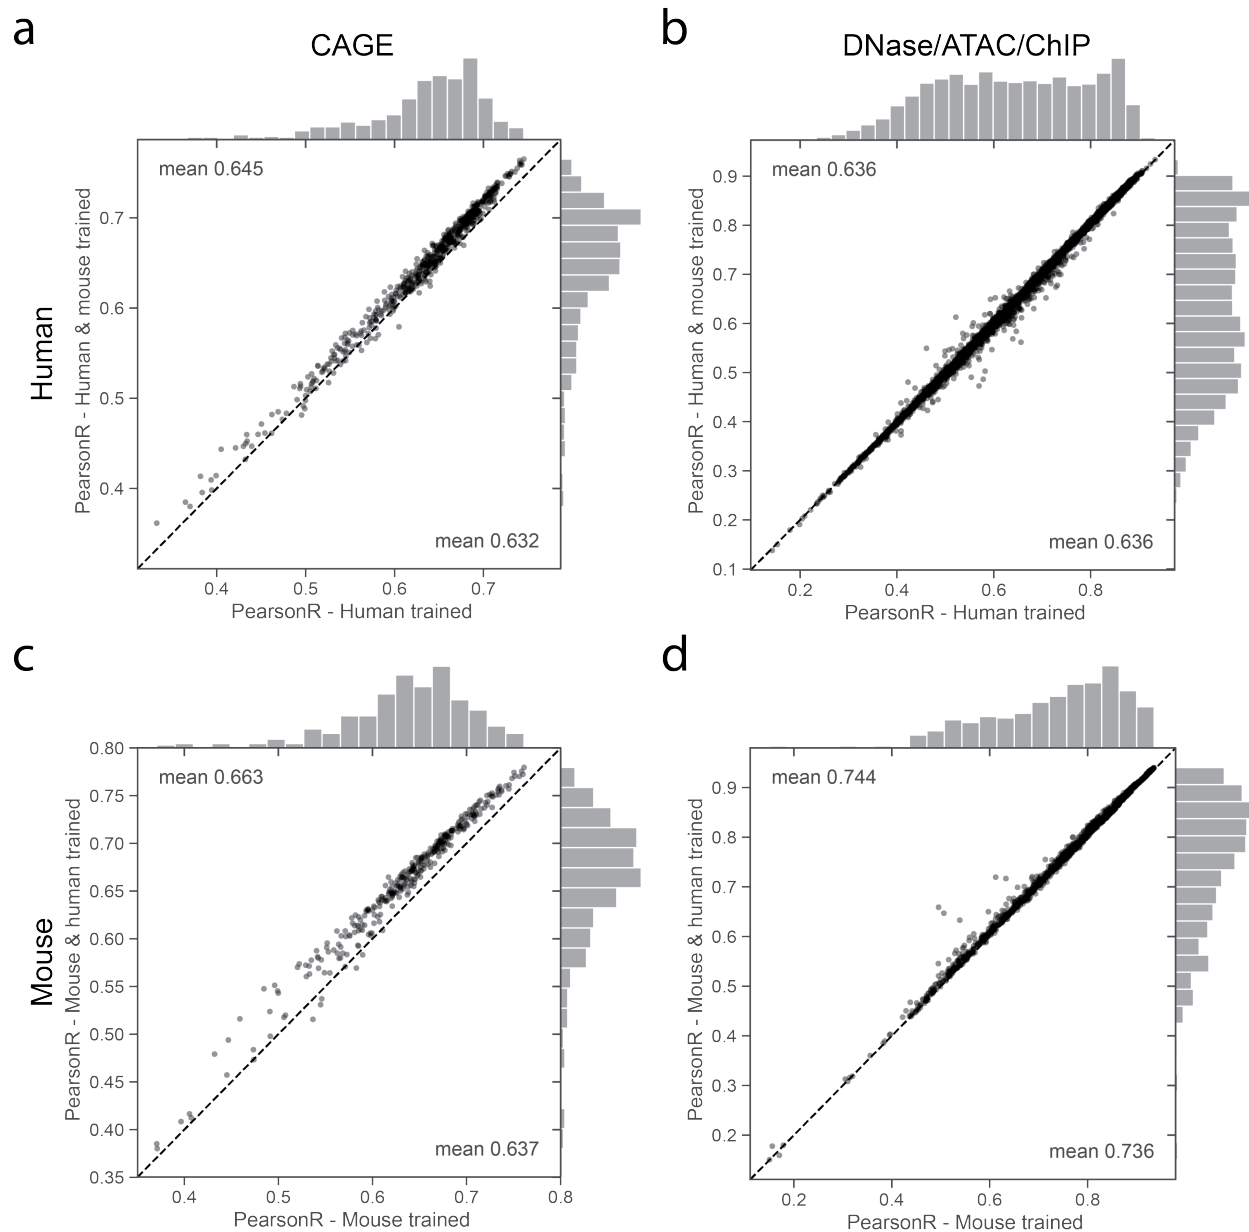 a
CAGE
mean 0.645
mean 0.632
Human
PearsonR - Human & mouse trained
0.7
0.6
0.5
0.4
0.4 0.5 0.6 0.7
PearsonR - Human trained
b
DNase/ATAC/ChIP
mean 0.636
mean 0.636
PearsonR - Human & mouse trained
0.9
0.8
0.7
0.6
0.5
0.4
0.3
0.2
0.1
0.2 0.4 0.6 0.8
PearsonR - Human trained
c
mean 0.663
mean 0.637
Mouse
PearsonR - Mouse & human trained
0.80
0.75
0.70
0.65
0.60
0.55
0.50
0.45
0.40
0.35
0.4 0.5 0.6 0.7 0.8
PearsonR - Mouse trained
d
mean 0.744
mean 0.736
PearsonR - Mouse & human trained
0.9
0.8
0.7
0.6
0.5
0.4
0.3
0.2
0.2 0.4 0.6 0.8
PearsonR - Mouse trained